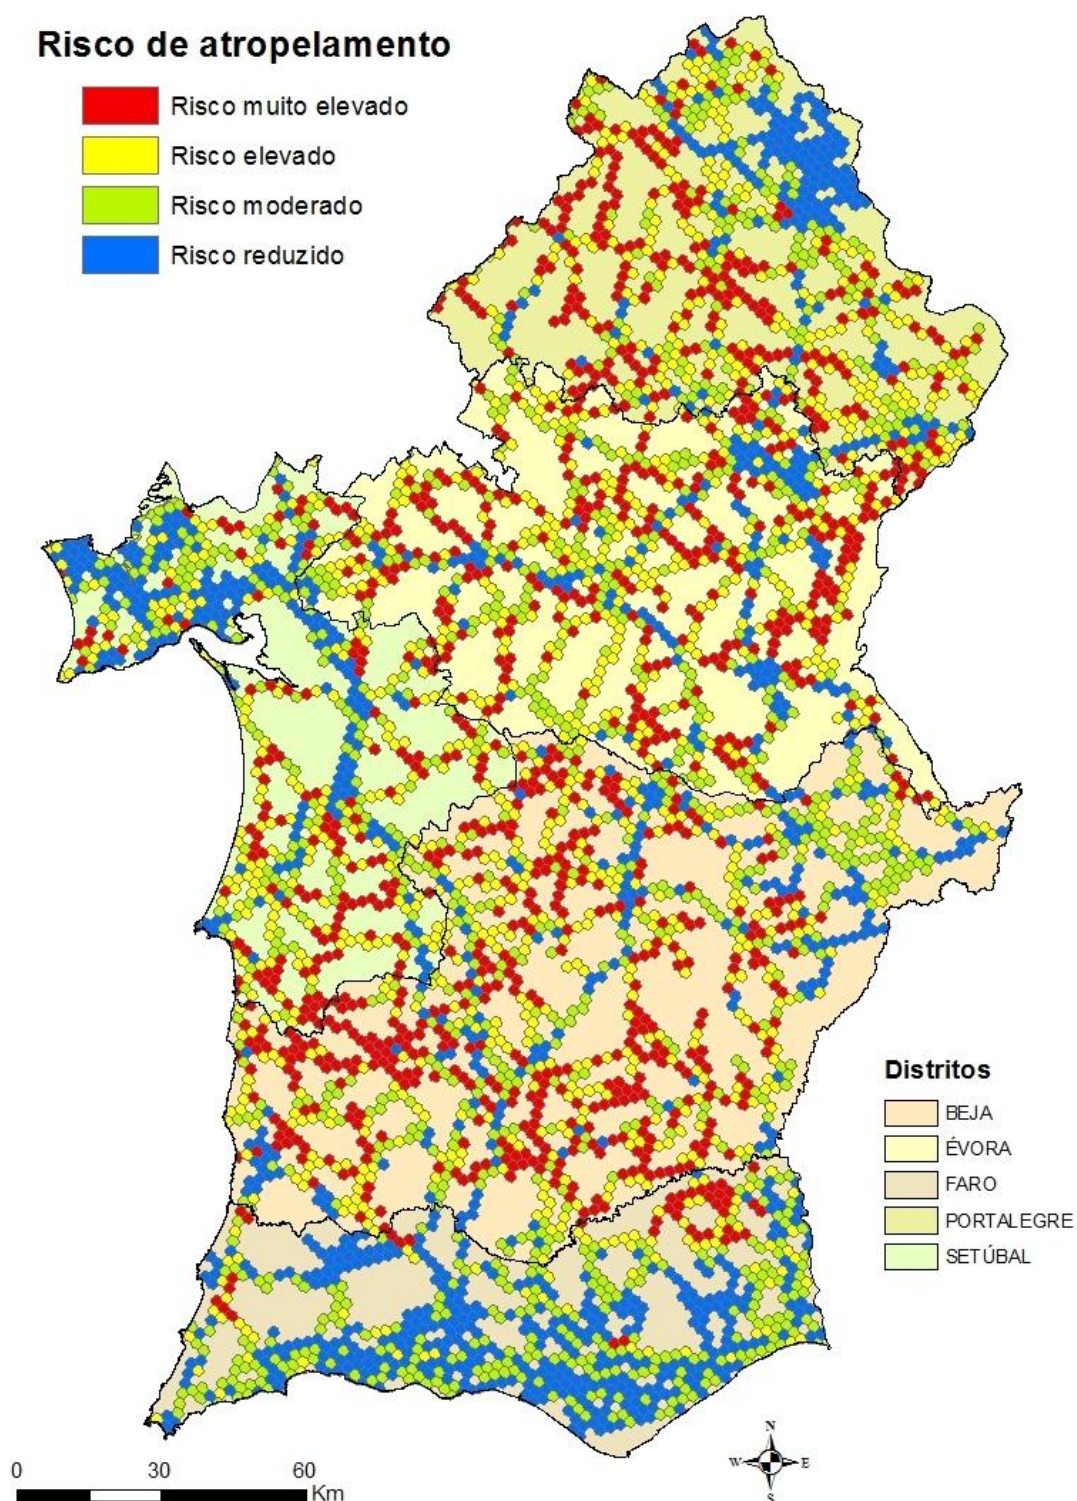 Risco de atropelamento
Risco muito elevado
Risco elevado
Risco moderado
Risco reduzido
Distritos
BEJA
ÉVORA
FARO
PORTALEGRE
SETÚBAL
N
W E
S
0 30 60
Km